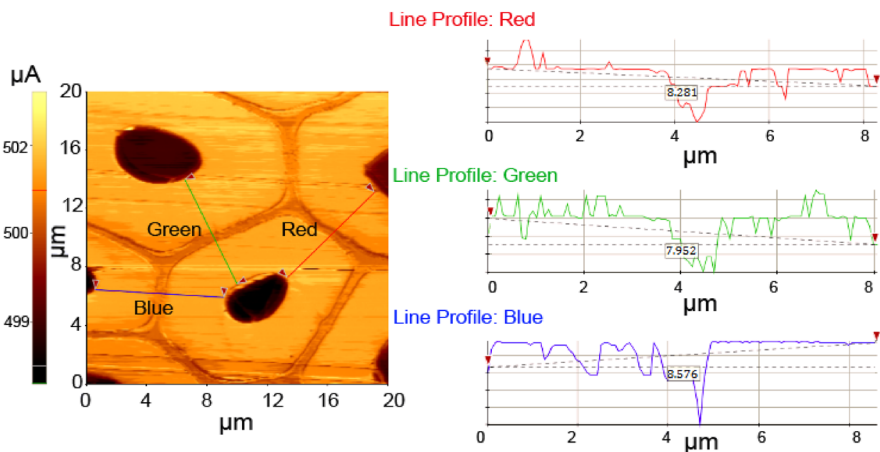 Line Profile: Red
8.281
0 2 4 6 8
µm
Line Profile: Green
7.952
0 2 4 6 8
µm
Line Profile: Blue
8.576
0 2 4 6 8
µm
µA
502
500
499
20
16
12
8
4
0
µm
Green
Red
Blue
0 4 8 12 16 20
µm